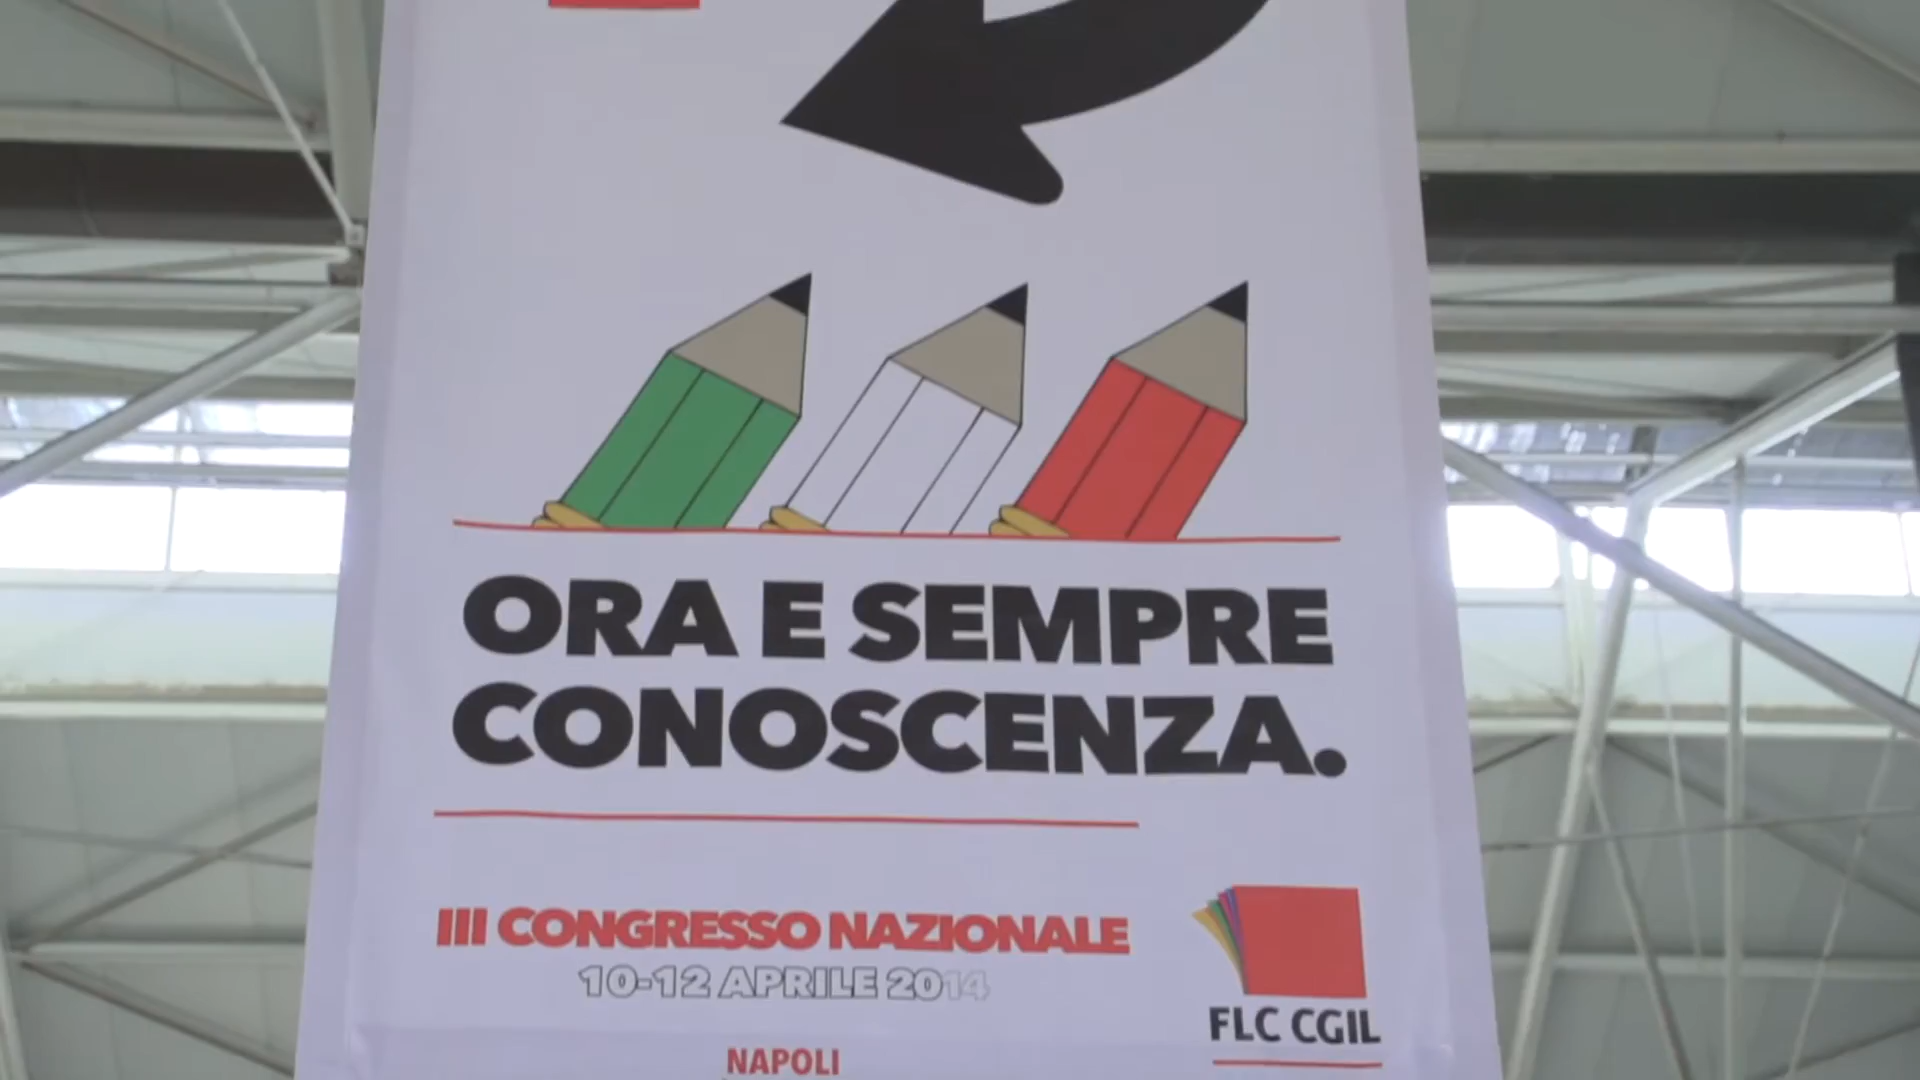 ORA E SEMPRE
CONOSCENZA.
III CONGRESSO NAZIONALE
10-12 APRILE 2014
FLC CGIL
NAPOLI